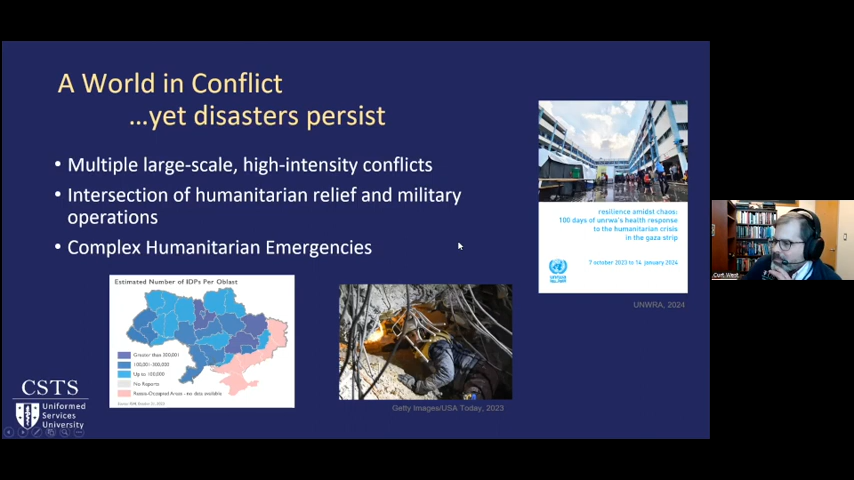 A World in Conflict
...yet disasters persist
• Multiple large-scale, high-intensity conflicts
• Intersection of humanitarian relief and military
operations
• Complex Humanitarian Emergencies
resilience amidst chaos:
100 days of unrwa's health response
to the humanitarian crisis
in the gaza strip
7 october 2023 to 14 january 2024
UNWRA, 2024
Estimated Number of IDPs Per Oblast
Greater than 500,001
100,001-500,000
Up to 100,000
No Reports
Russia-Occupied Areas - no data available
Getty Images/USA Today, 2023
CSTS
Uniformed
Services
University
Curt West